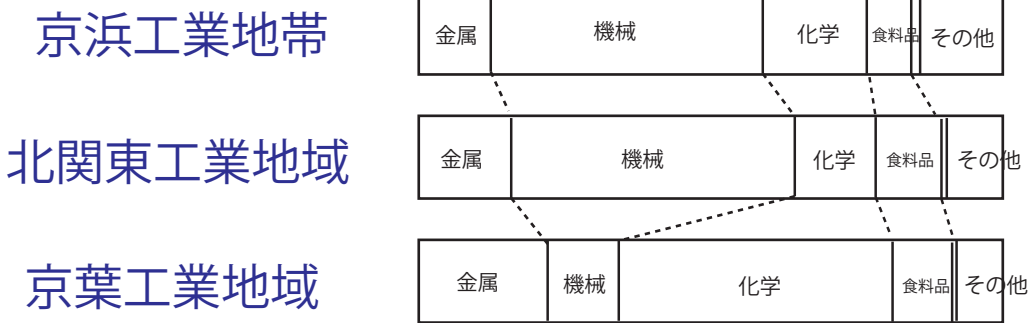 京浜工業地帯 金属 機械 化学 食料品 その他
北関東工業地域 金属 機械 化学 食料品 その他
京葉工業地域 金属 機械 化学 食料品 その他